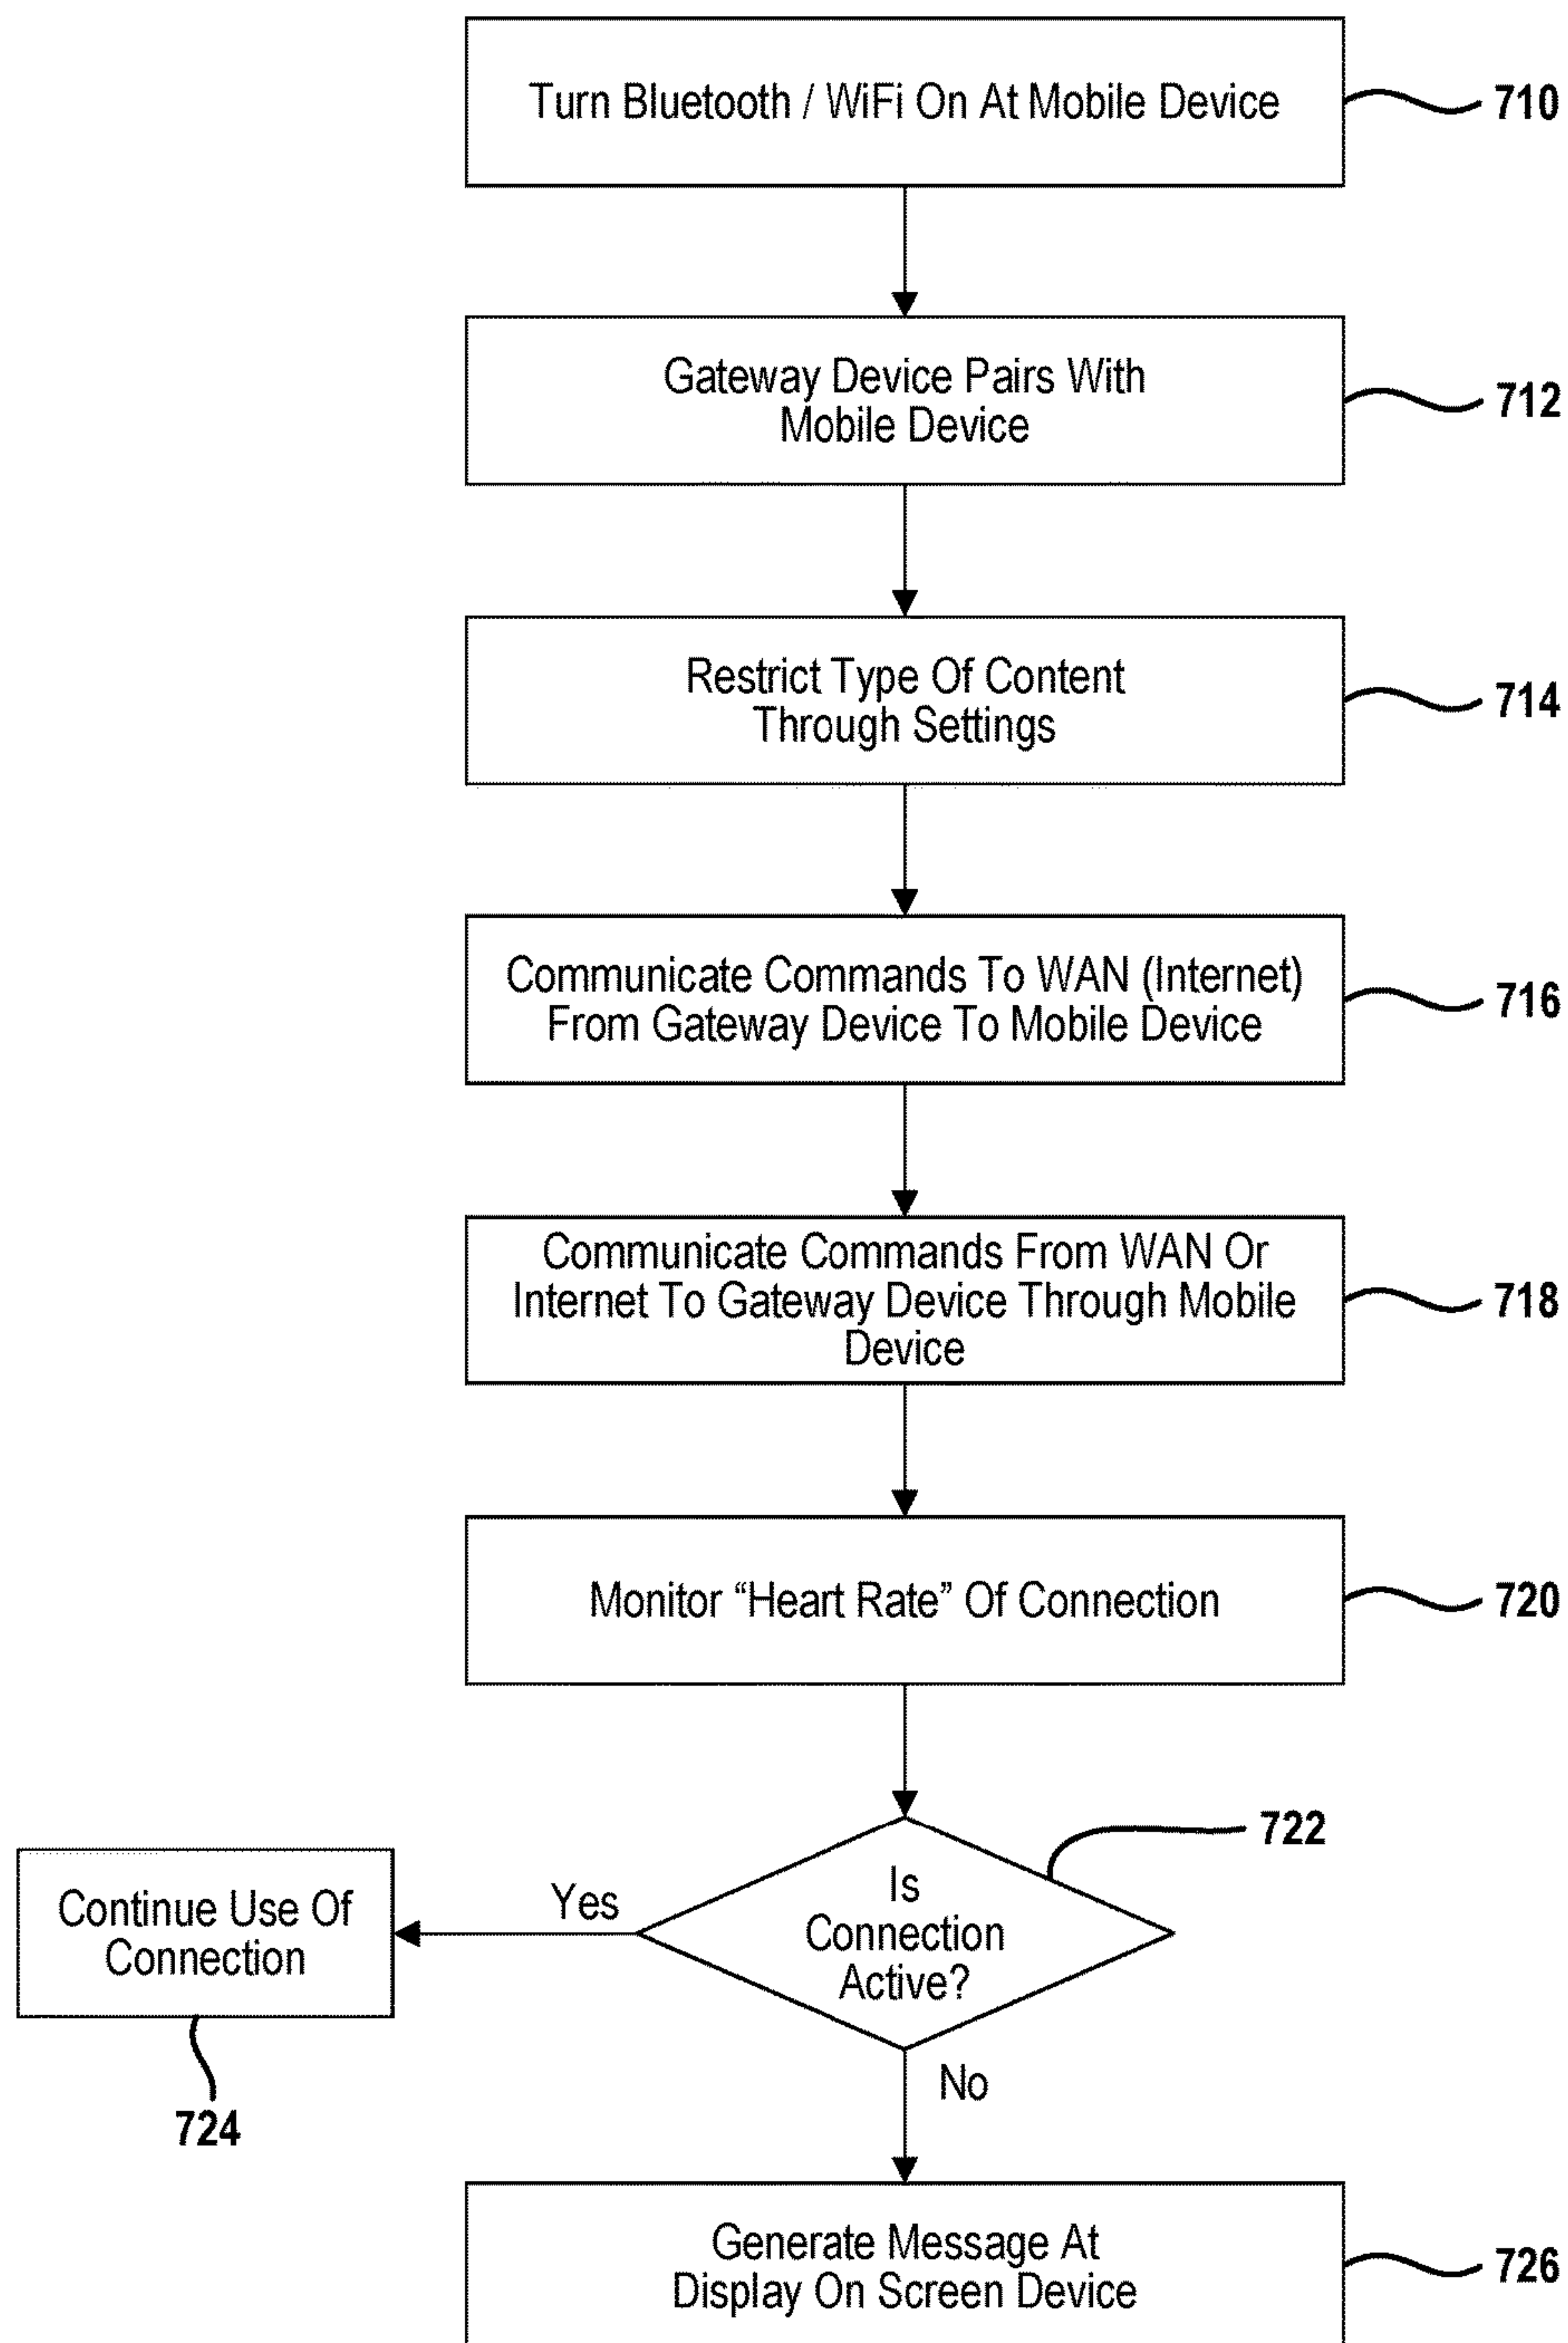 Turn Bluetooth / WiFi On At Mobile Device
710
Gateway Device Pairs With
Mobile Device
712
Restrict Type Of Content
Through Settings
714
Communicate Commands To WAN (Internet)
From Gateway Device To Mobile Device
716
Communicate Commands From WAN Or
Internet To Gateway Device Through Mobile
Device
718
Monitor “Heart Rate” Of Connection
720
Is
Connection
Active?
722
Yes
Continue Use Of
Connection
724
No
Generate Message At
Display On Screen Device
726